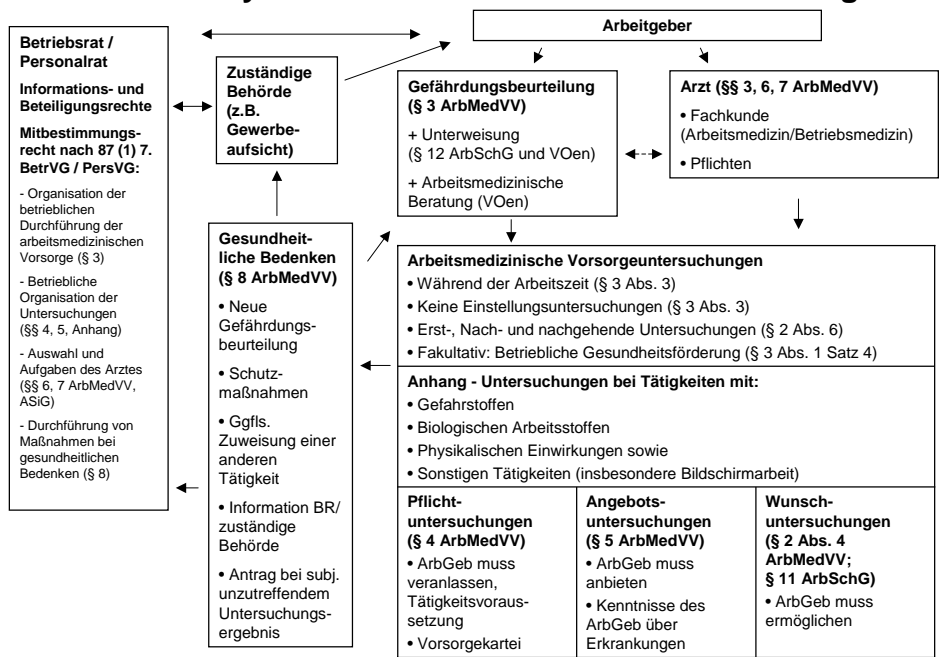 Arbeitgeber
Betriebsrat /
Personalrat
Informations- und
Beteiligungsrechte
Mitbestimmungs-
recht nach 87 (1) 7.
BetrVG / PersVG:
- Organisation der
betrieblichen
Durchführung der
arbeitsmedizinischen
Vorsorge (§ 3)
- Betriebliche
Organisation der
Untersuchungen
(§§ 4, 5, Anhang)
- Auswahl und
Aufgaben des Arztes
(§§ 6, 7 ArbMedVV,
ASiG)
- Durchführung von
Maßnahmen bei
gesundheitlichen
Bedenken (§ 8)
Zuständige
Behörde
(z.B.
Gewerbe-
aufsicht)
Gefährdungsbeurteilung
(§ 3 ArbMedVV)
+ Unterweisung
(§ 12 ArbSchG und VOen)
+ Arbeitsmedizinische
Beratung (VOen)
Arzt (§§ 3, 6, 7 ArbMedVV)
• Fachkunde
(Arbeitsmedizin/Betriebsmedizin)
• Pflichten
Gesundheit-
liche Bedenken
(§ 8 ArbMedVV)
• Neue
Gefährdungs-
beurteilung
• Schutz-
maßnahmen
• Ggfls.
Zuweisung einer
anderen
Tätigkeit
• Information BR/
zuständige
Behörde
• Antrag bei subj.
unzutreffendem
Untersuchungs-
ergebnis
Arbeitsmedizinische Vorsorgeuntersuchungen
• Während der Arbeitszeit (§ 3 Abs. 3)
• Keine Einstellungsuntersuchungen (§ 3 Abs. 3)
• Erst-, Nach- und nachgehende Untersuchungen (§ 2 Abs. 6)
• Fakultativ: Betriebliche Gesundheitsförderung (§ 3 Abs. 1 Satz 4)
Anhang - Untersuchungen bei Tätigkeiten mit:
• Gefahrstoffen
• Biologischen Arbeitsstoffen
• Physikalischen Einwirkungen sowie
• Sonstigen Tätigkeiten (insbesondere Bildschirmarbeit)
Pflicht-
untersuchungen
(§ 4 ArbMedVV)
• ArbGeb muss
veranlassen,
Tätigkeitsvoraus-
setzung
• Vorsorgekartei
Angebots-
untersuchungen
(§ 5 ArbMedVV)
• ArbGeb muss
anbieten
• Kenntnisse des
ArbGeb über
Erkrankungen
Wunsch-
untersuchungen
(§ 2 Abs. 4
ArbMedVV;
§ 11 ArbSchG)
• ArbGeb muss
ermöglichen